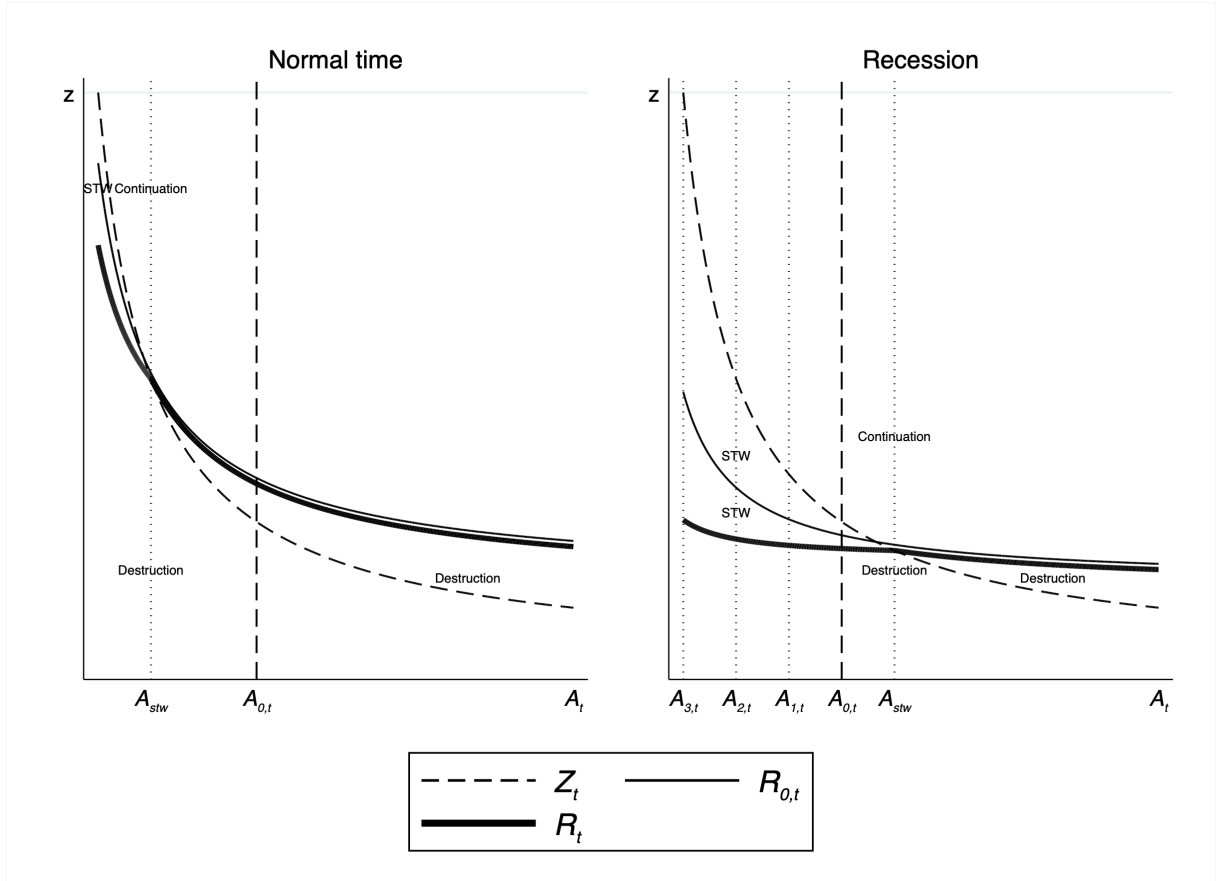 Normal time
z
STW Continuation
Destruction
Destruction
A_stw
A_0,t
A_t
Recession
z
Continuation
STW
STW
Destruction
Destruction
A_3,t
A_2,t
A_1,t
A_0,t
A_stw
A_t
Z_t
R_0,t
R_t